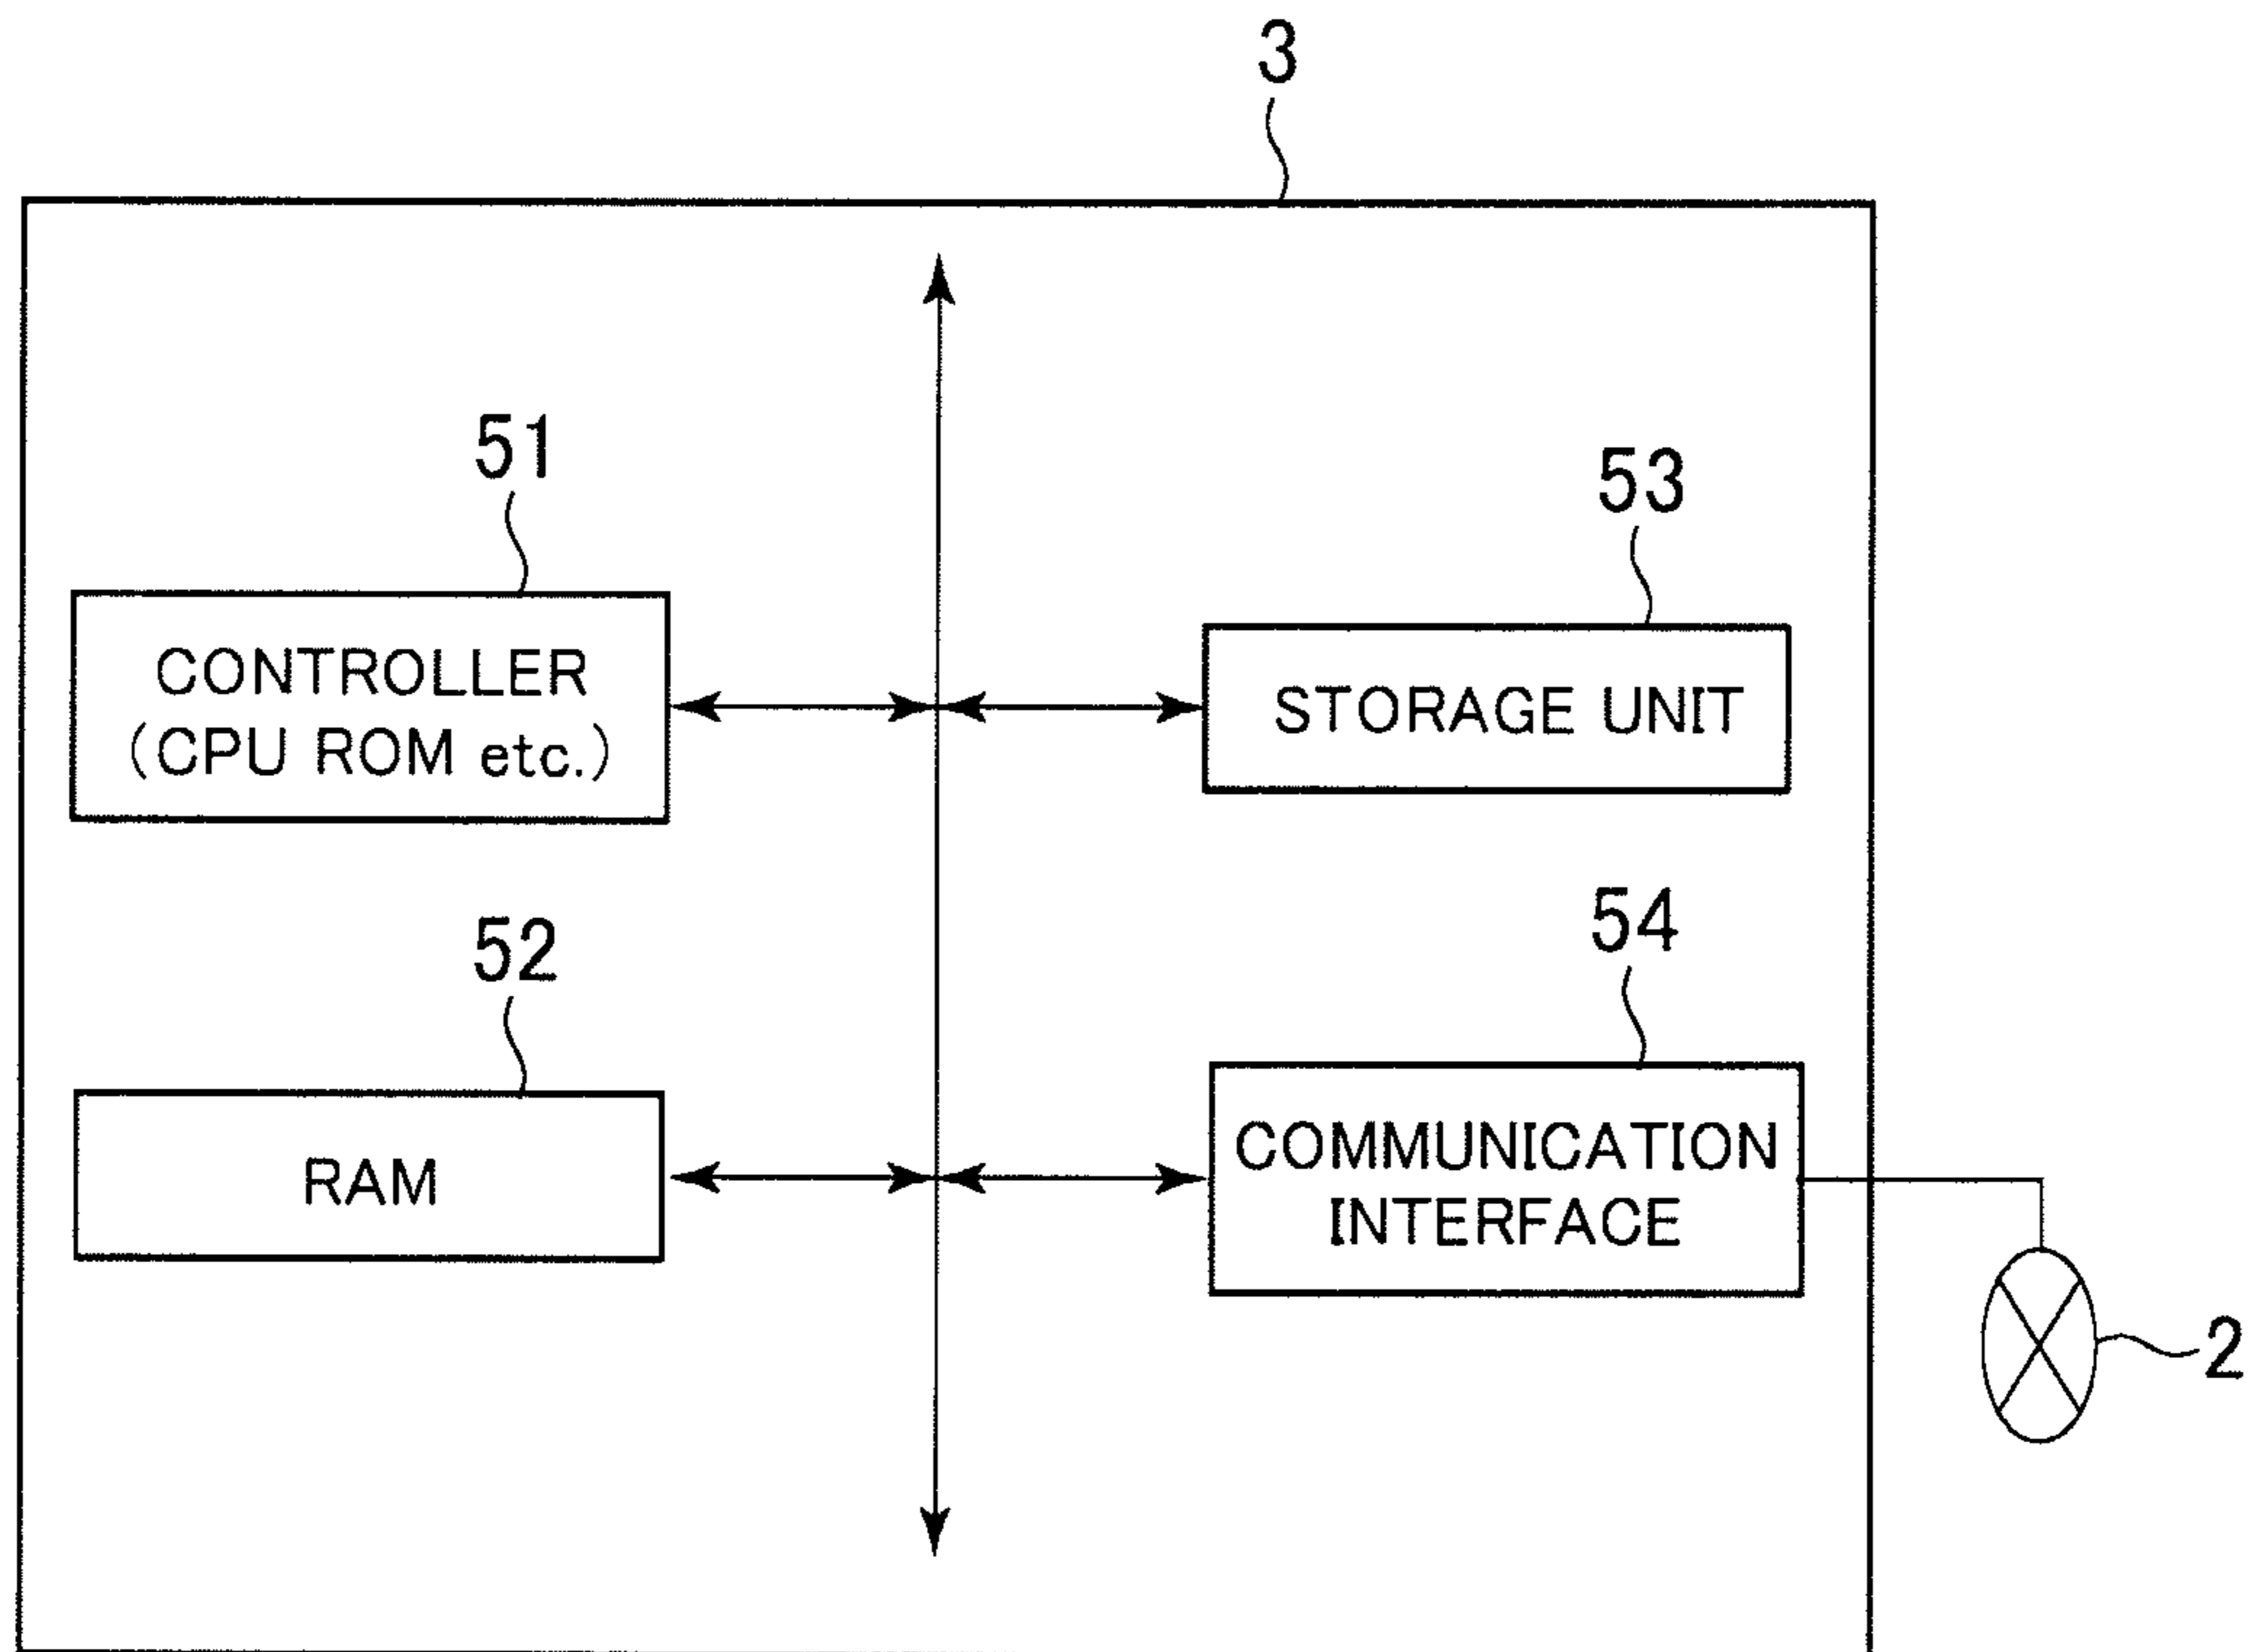 3
51
CONTROLLER
(CPU ROM etc.)
53
STORAGE UNIT
52
RAM
54
COMMUNICATION
INTERFACE
2